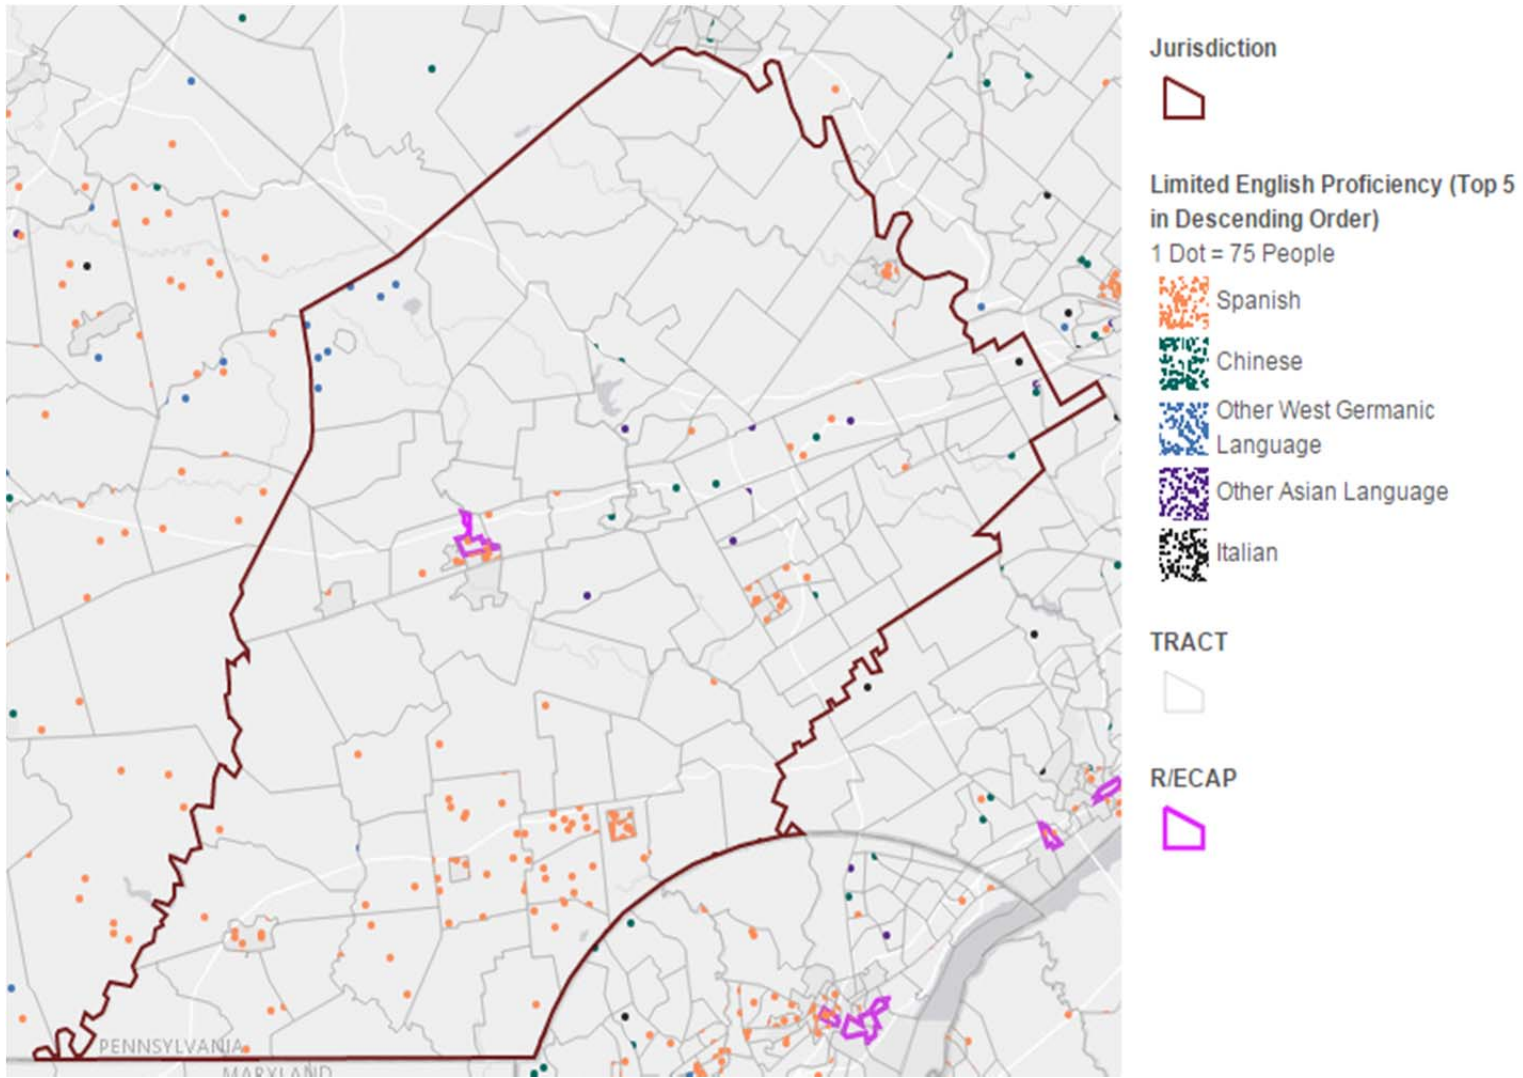 Jurisdiction
Limited English Proficiency (Top 5
in Descending Order)
1 Dot = 75 People
Spanish
Chinese
Other West Germanic
Language
Other Asian Language
Italian
TRACT
R/ECAP
PENNSYLVANIA
MARYLAND